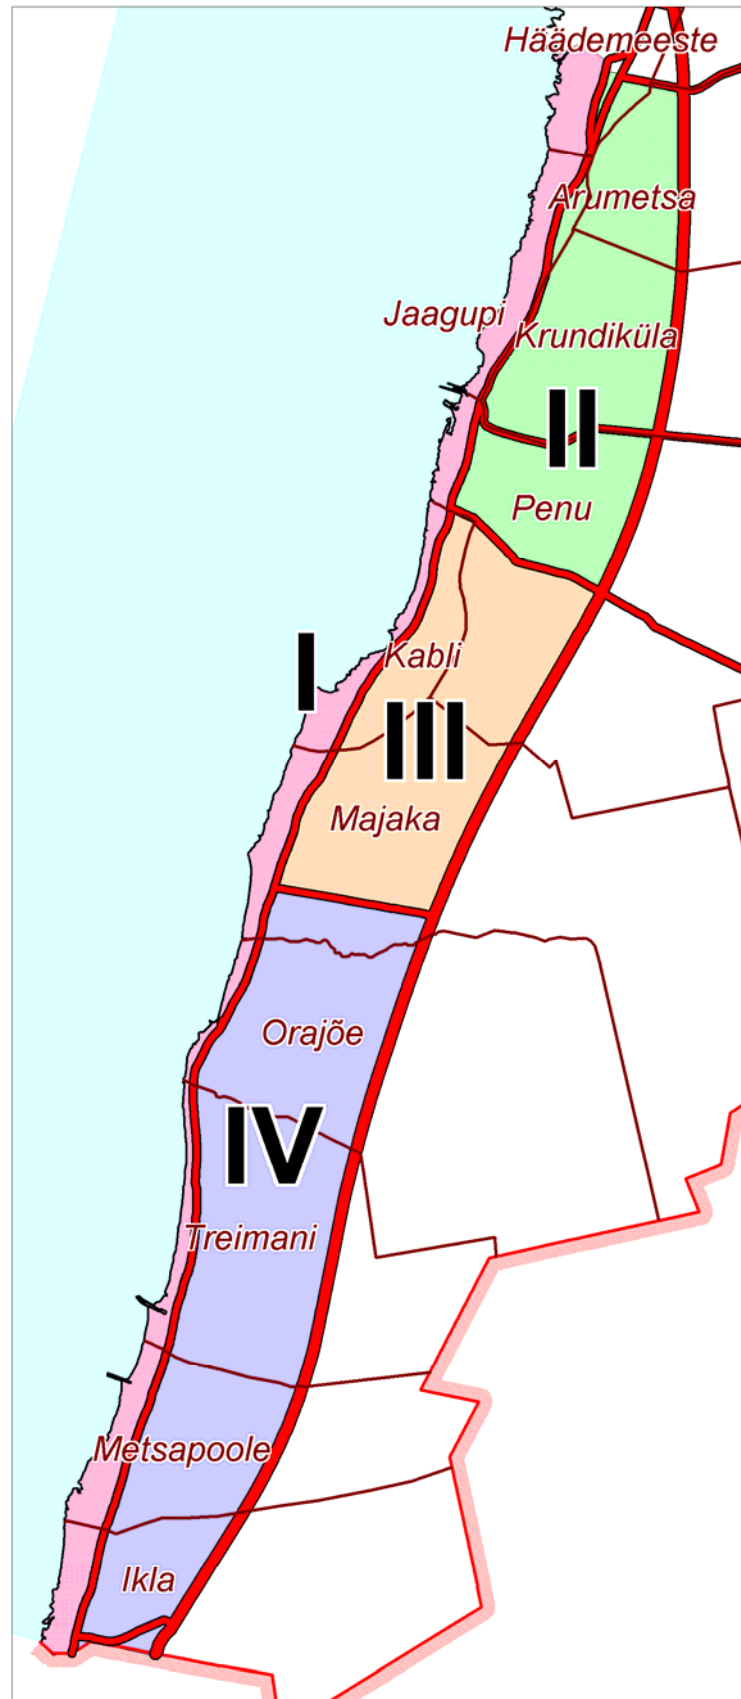 Häädemeeste
Arumetsa
Jaagupi
Krundiküla
II
Penu
I
Kabli
III
Majaka
Orajõe
IV
Treimani
Metsapoole
Ikla